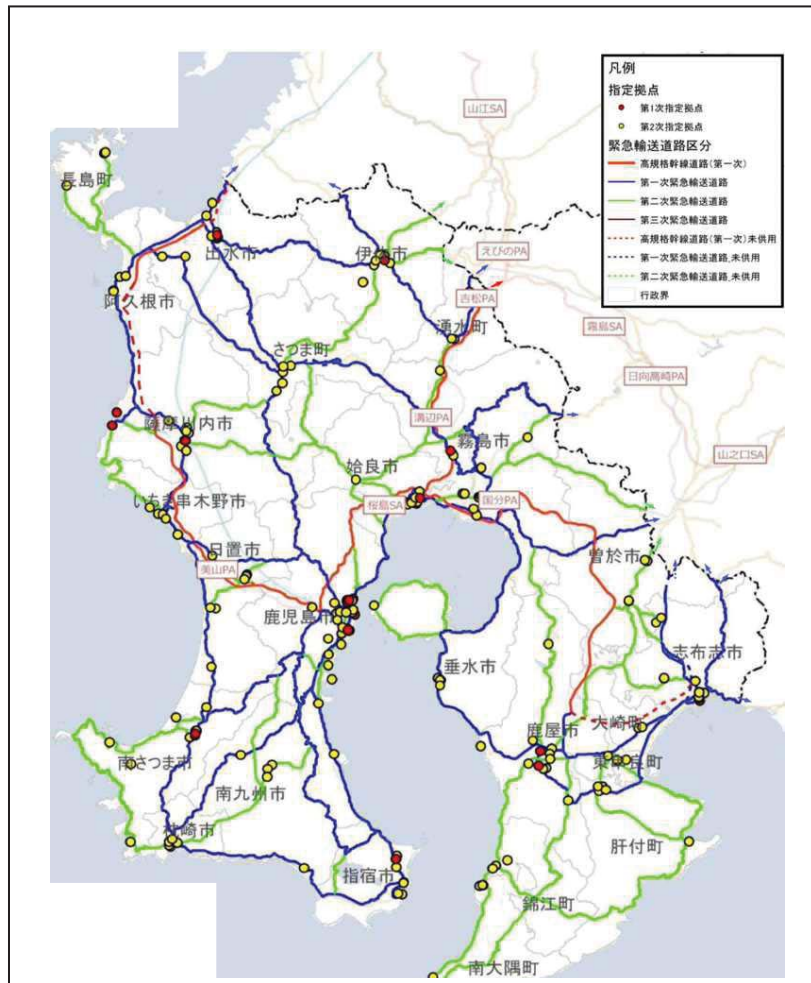 凡例
指定拠点
第1次指定拠点
第2次指定拠点
緊急輸送道路区分
高規格幹線道路(第一次)
第一次緊急輸送道路
第二次緊急輸送道路
第三次緊急輸送道路
高規格幹線道路(第一次)未供用
第一次緊急輸送道路_未供用
第二次緊急輸送道路_未供用
行政界
山江SA
長島町
出水市
伊佐市
えびのPA
阿久根市
吉松PA
湧水町
霧島SA
さつま町
日向高崎PA
溝辺PA
薩摩川内市
霧島市
山之口SA
姶良市
いちき串木野市
桜島SA
国分PA
日置市
曽於市
美山PA
鹿児島市
志布志市
垂水市
大崎町
鹿屋市
南さつま市
東串良町
南九州市
枕崎市
肝付町
指宿市
錦江町
南大隅町